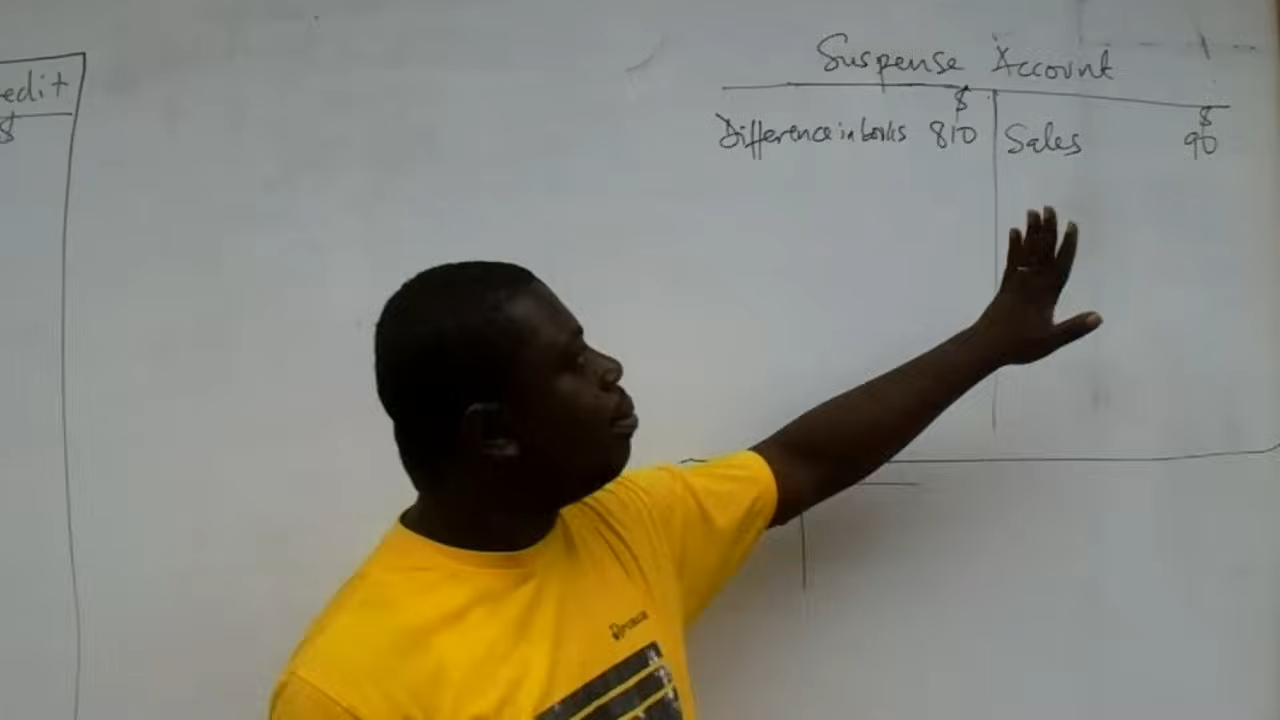 edit
$
Suspense Account
$ $
Difference in books 810 Sales 90